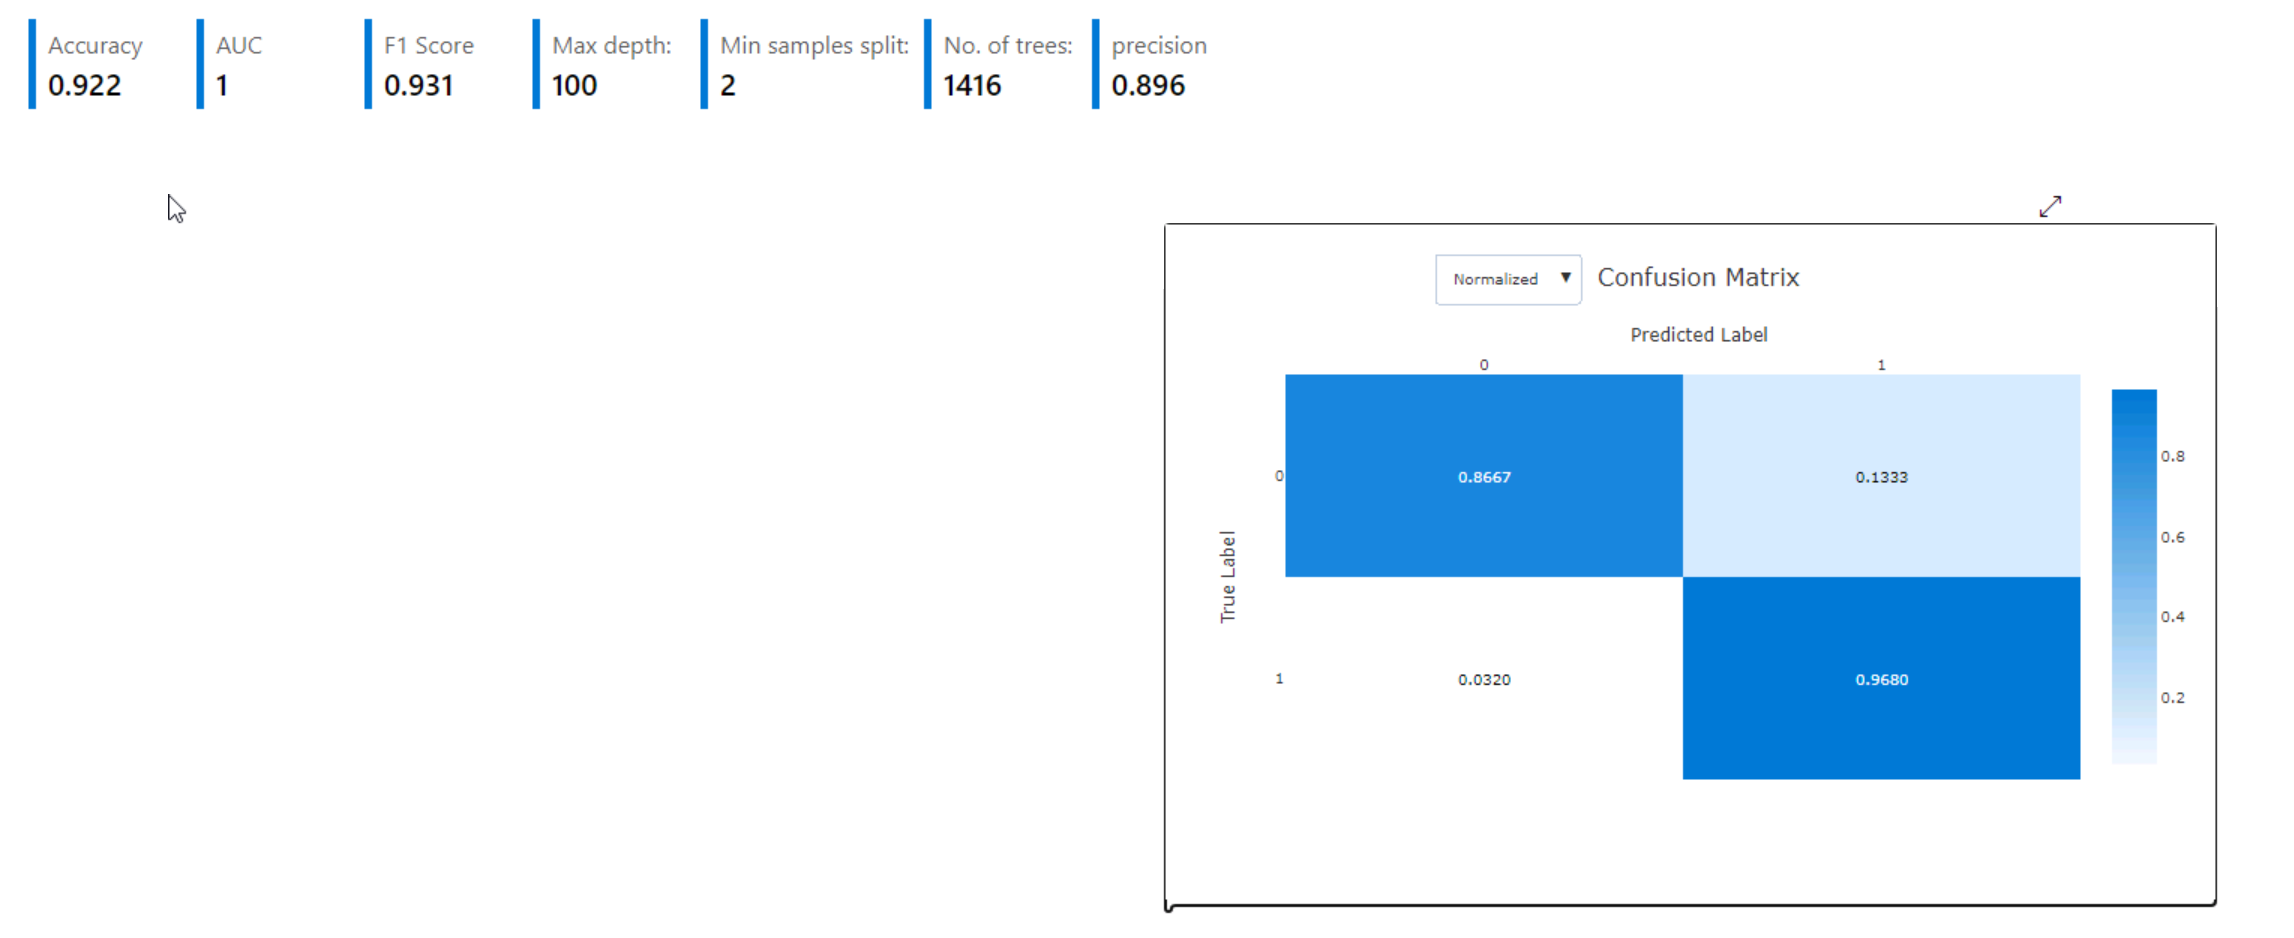 Accuracy AUC F1 Score Max depth: Min samples split: No. of trees: precision
0.922 1 0.931 100 2 1416 0.896
Normalized ▼ Confusion Matrix
Predicted Label
0 1
0 0.8667 0.1333
True Label
1 0.0320 0.9680
0.8
0.6
0.4
0.2